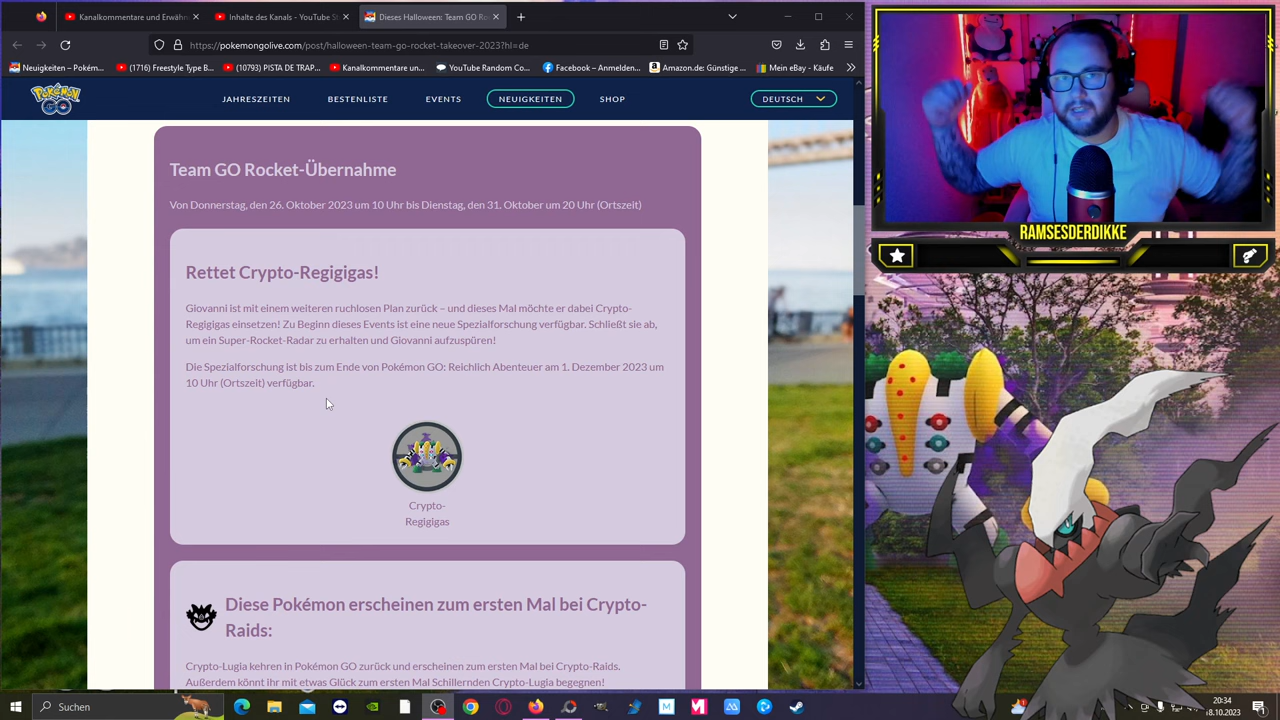 Kanalkommentare und Erwähn
Inhalte des Kanals - YouTube St
Dieses Halloween: Team GO Ro
https://pokemongolive.com/post/halloween-team-go-rocket-takeover-2023?hl=de
Neuigkeiten – Pokém...
(1716) Freestyle Type B...
(10793) PISTA DE TRAP...
Kanalkommentare un...
YouTube Random Co...
Facebook – Anmelden...
Amazon.de: Günstige ...
Mein eBay - Käufe
Pokémon GO
JAHRESZEITEN
BESTENLISTE
EVENTS
NEUIGKEITEN
SHOP
DEUTSCH
Team GO Rocket-Übernahme
Von Donnerstag, den 26. Oktober 2023 um 10 Uhr bis Dienstag, den 31. Oktober um 20 Uhr (Ortszeit)
Rettet Crypto-Regigigas!
Giovanni ist mit einem weiteren ruchlosen Plan zurück – und dieses Mal möchte er dabei Crypto-
Regigigas einsetzen! Zu Beginn dieses Events ist eine neue Spezialforschung verfügbar. Schließt sie ab,
um ein Super-Rocket-Radar zu erhalten und Giovanni aufzuspüren!
Die Spezialforschung ist bis zum Ende von Pokémon GO: Reichlich Abenteuer am 1. Dezember 2023 um
10 Uhr (Ortszeit) verfügbar.
Crypto-
Regigigas
Diese Pokémon erscheinen zum ersten Mal bei Crypto-
Raids:
Crypto-Lugia kehren in Pokémon GO zurück und erscheinen zum ersten Mal bei Crypto-Raids.
Außerdem könnt ihr mit etwas Glück zum ersten Mal Schillernden Crypto-Lugia begegnen!
RAMSESDERDIKKE
Suchen
20:34
18.10.2023